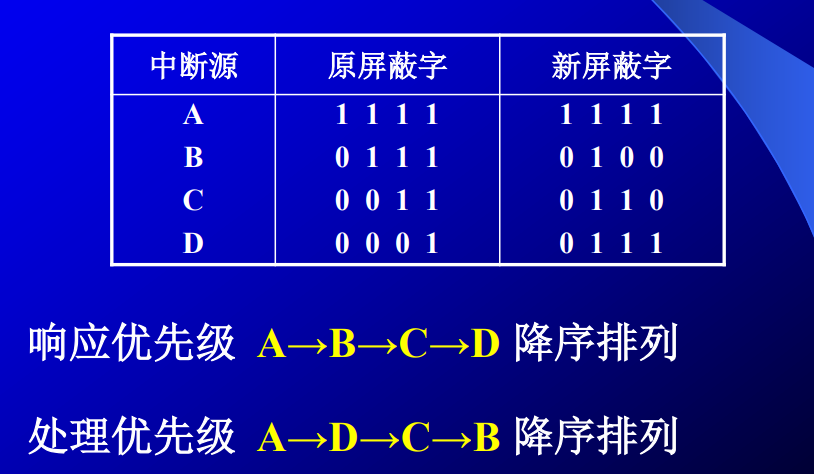 中断源 原屏蔽字 新屏蔽字
A 1 1 1 1 1 1 1 1
B 0 1 1 1 0 1 0 0
C 0 0 1 1 0 1 1 0
D 0 0 0 1 0 1 1 1
响应优先级 A→B→C→D 降序排列
处理优先级 A→D→C→B 降序排列